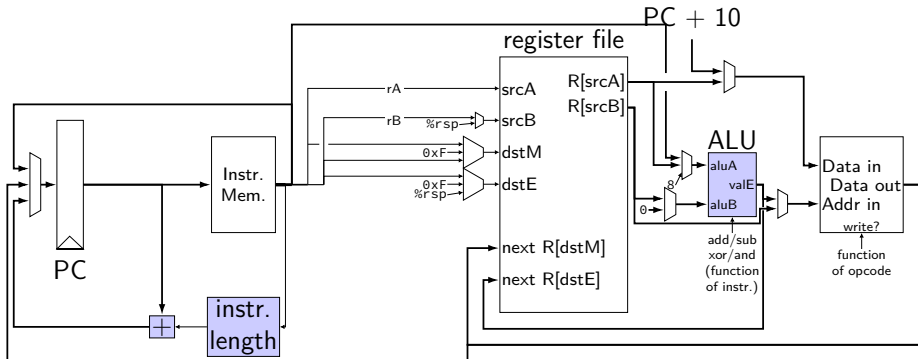 PC + 10
register file
R[srcA]
R[srcB]
rA
srcA
rB
%rsp
srcB
0xF
dstM
0xF
%rsp
dstE
next R[dstM]
next R[dstE]
Instr.
Mem.
PC
+
instr.
length
ALU
aluA
valE
aluB
8
0
add/sub
xor/and
(function
of instr.)
Data in
Data out
Addr in
write?
function
of opcode